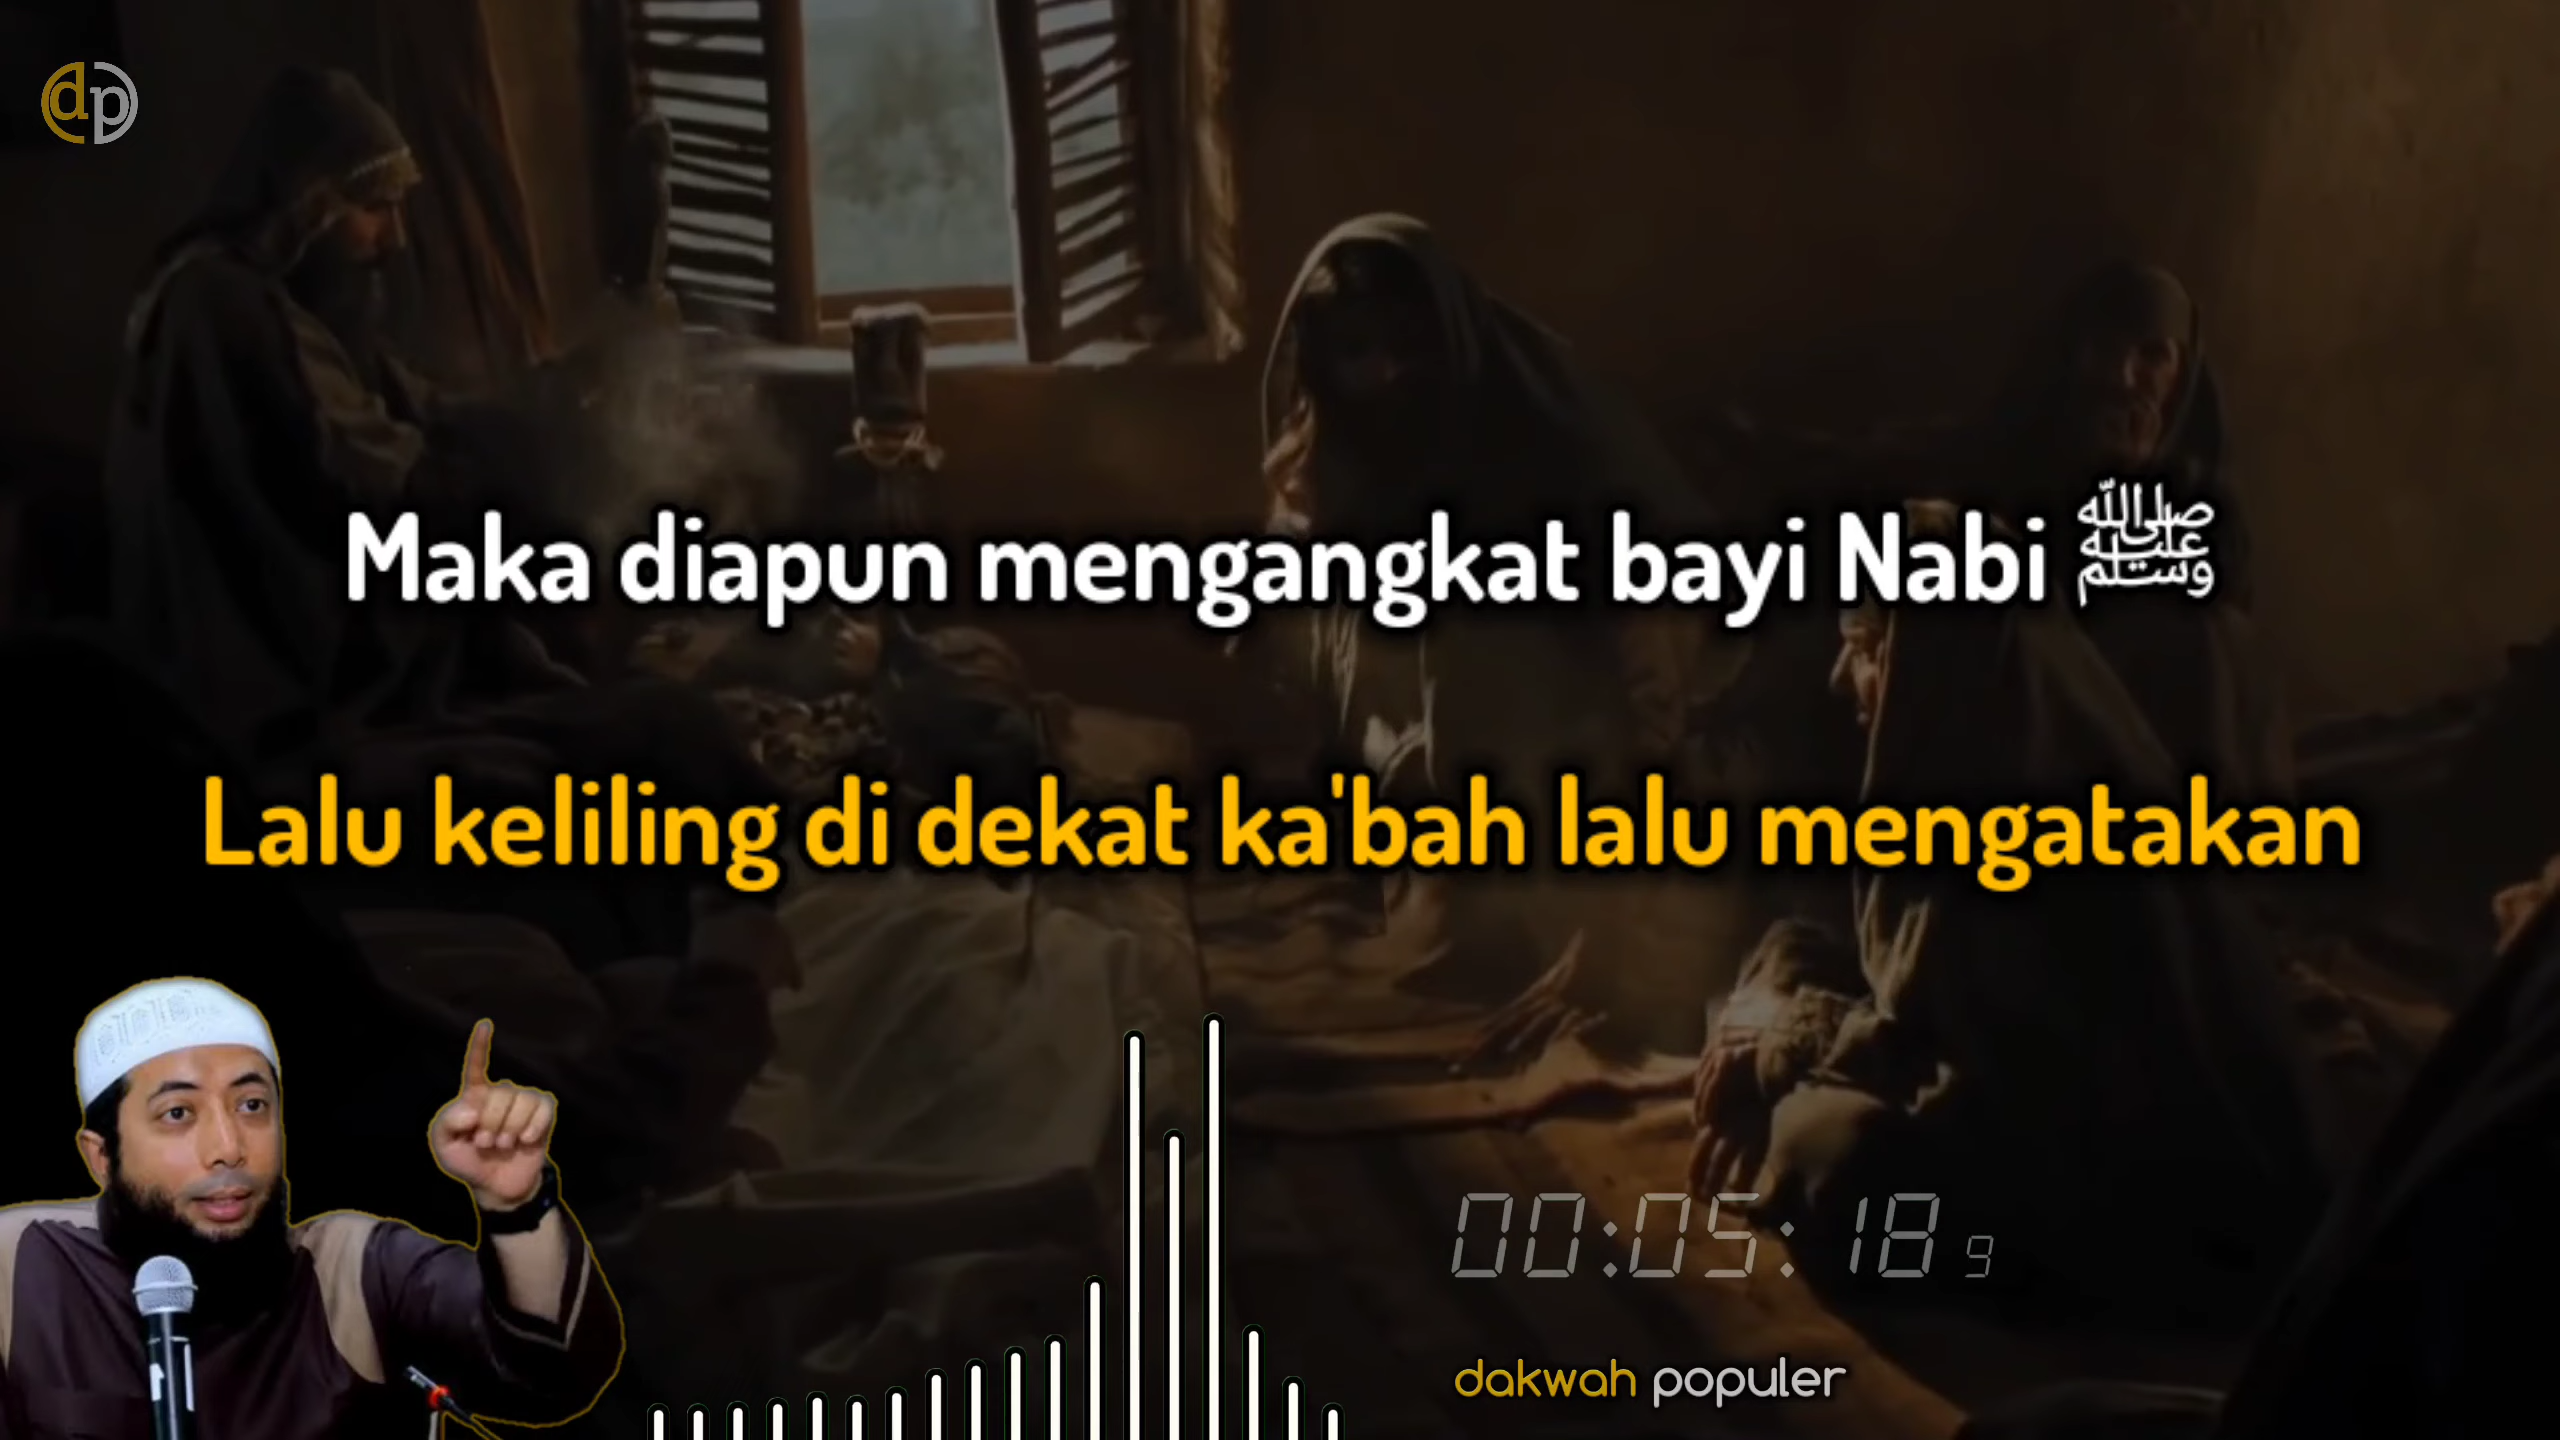 dp
Maka diapun mengangkat bayi Nabi ﷺ
Lalu keliling di dekat ka'bah lalu mengatakan
00:05:18 9
dakwah populer